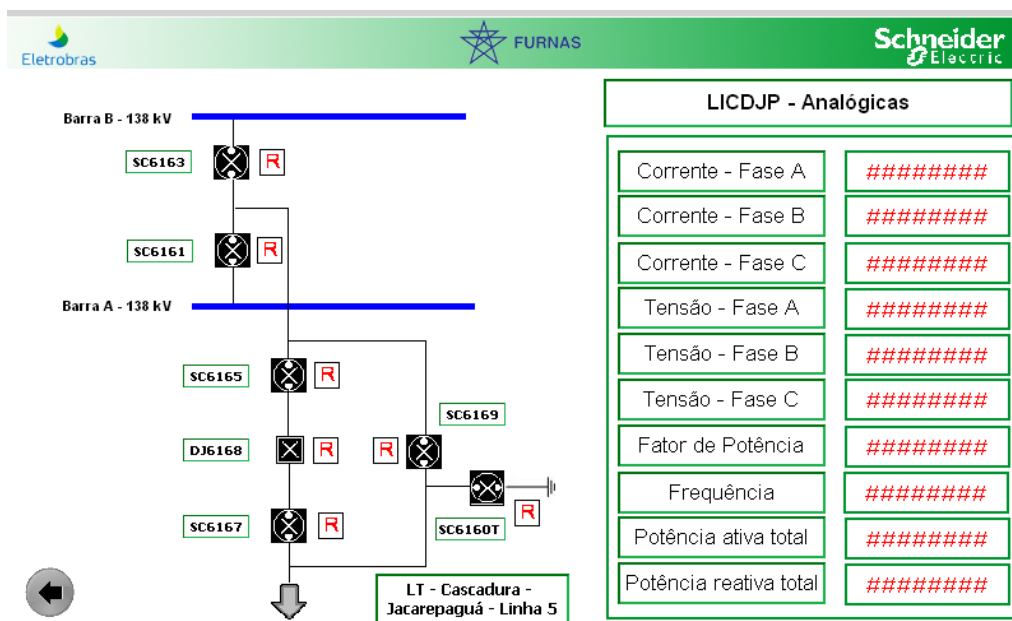 Eletrobras
FURNAS
Schneider
Electric
LICDJP - Analógicas
Barra B - 138 kV
SC6163
R
SC6161
R
Barra A - 138 kV
SC6165
R
SC6169
DJ6168
R
R
SC6167
R
SC6160T
R
LT - Cascadura -
Jacarepaguá - Linha 5
Corrente - Fase A ########
Corrente - Fase B ########
Corrente - Fase C ########
Tensão - Fase A ########
Tensão - Fase B ########
Tensão - Fase C ########
Fator de Potência ########
Frequência ########
Potência ativa total ########
Potência reativa total ########